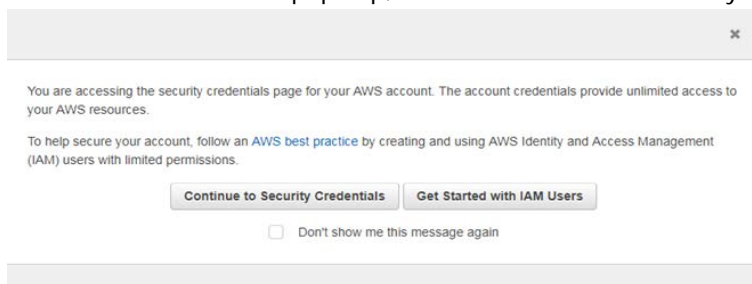 You are accessing the security credentials page for your AWS account. The account credentials provide unlimited access to
your AWS resources.
To help secure your account, follow an AWS best practice by creating and using AWS Identity and Access Management
(IAM) users with limited permissions.
Continue to Security Credentials Get Started with IAM Users
Don't show me this message again